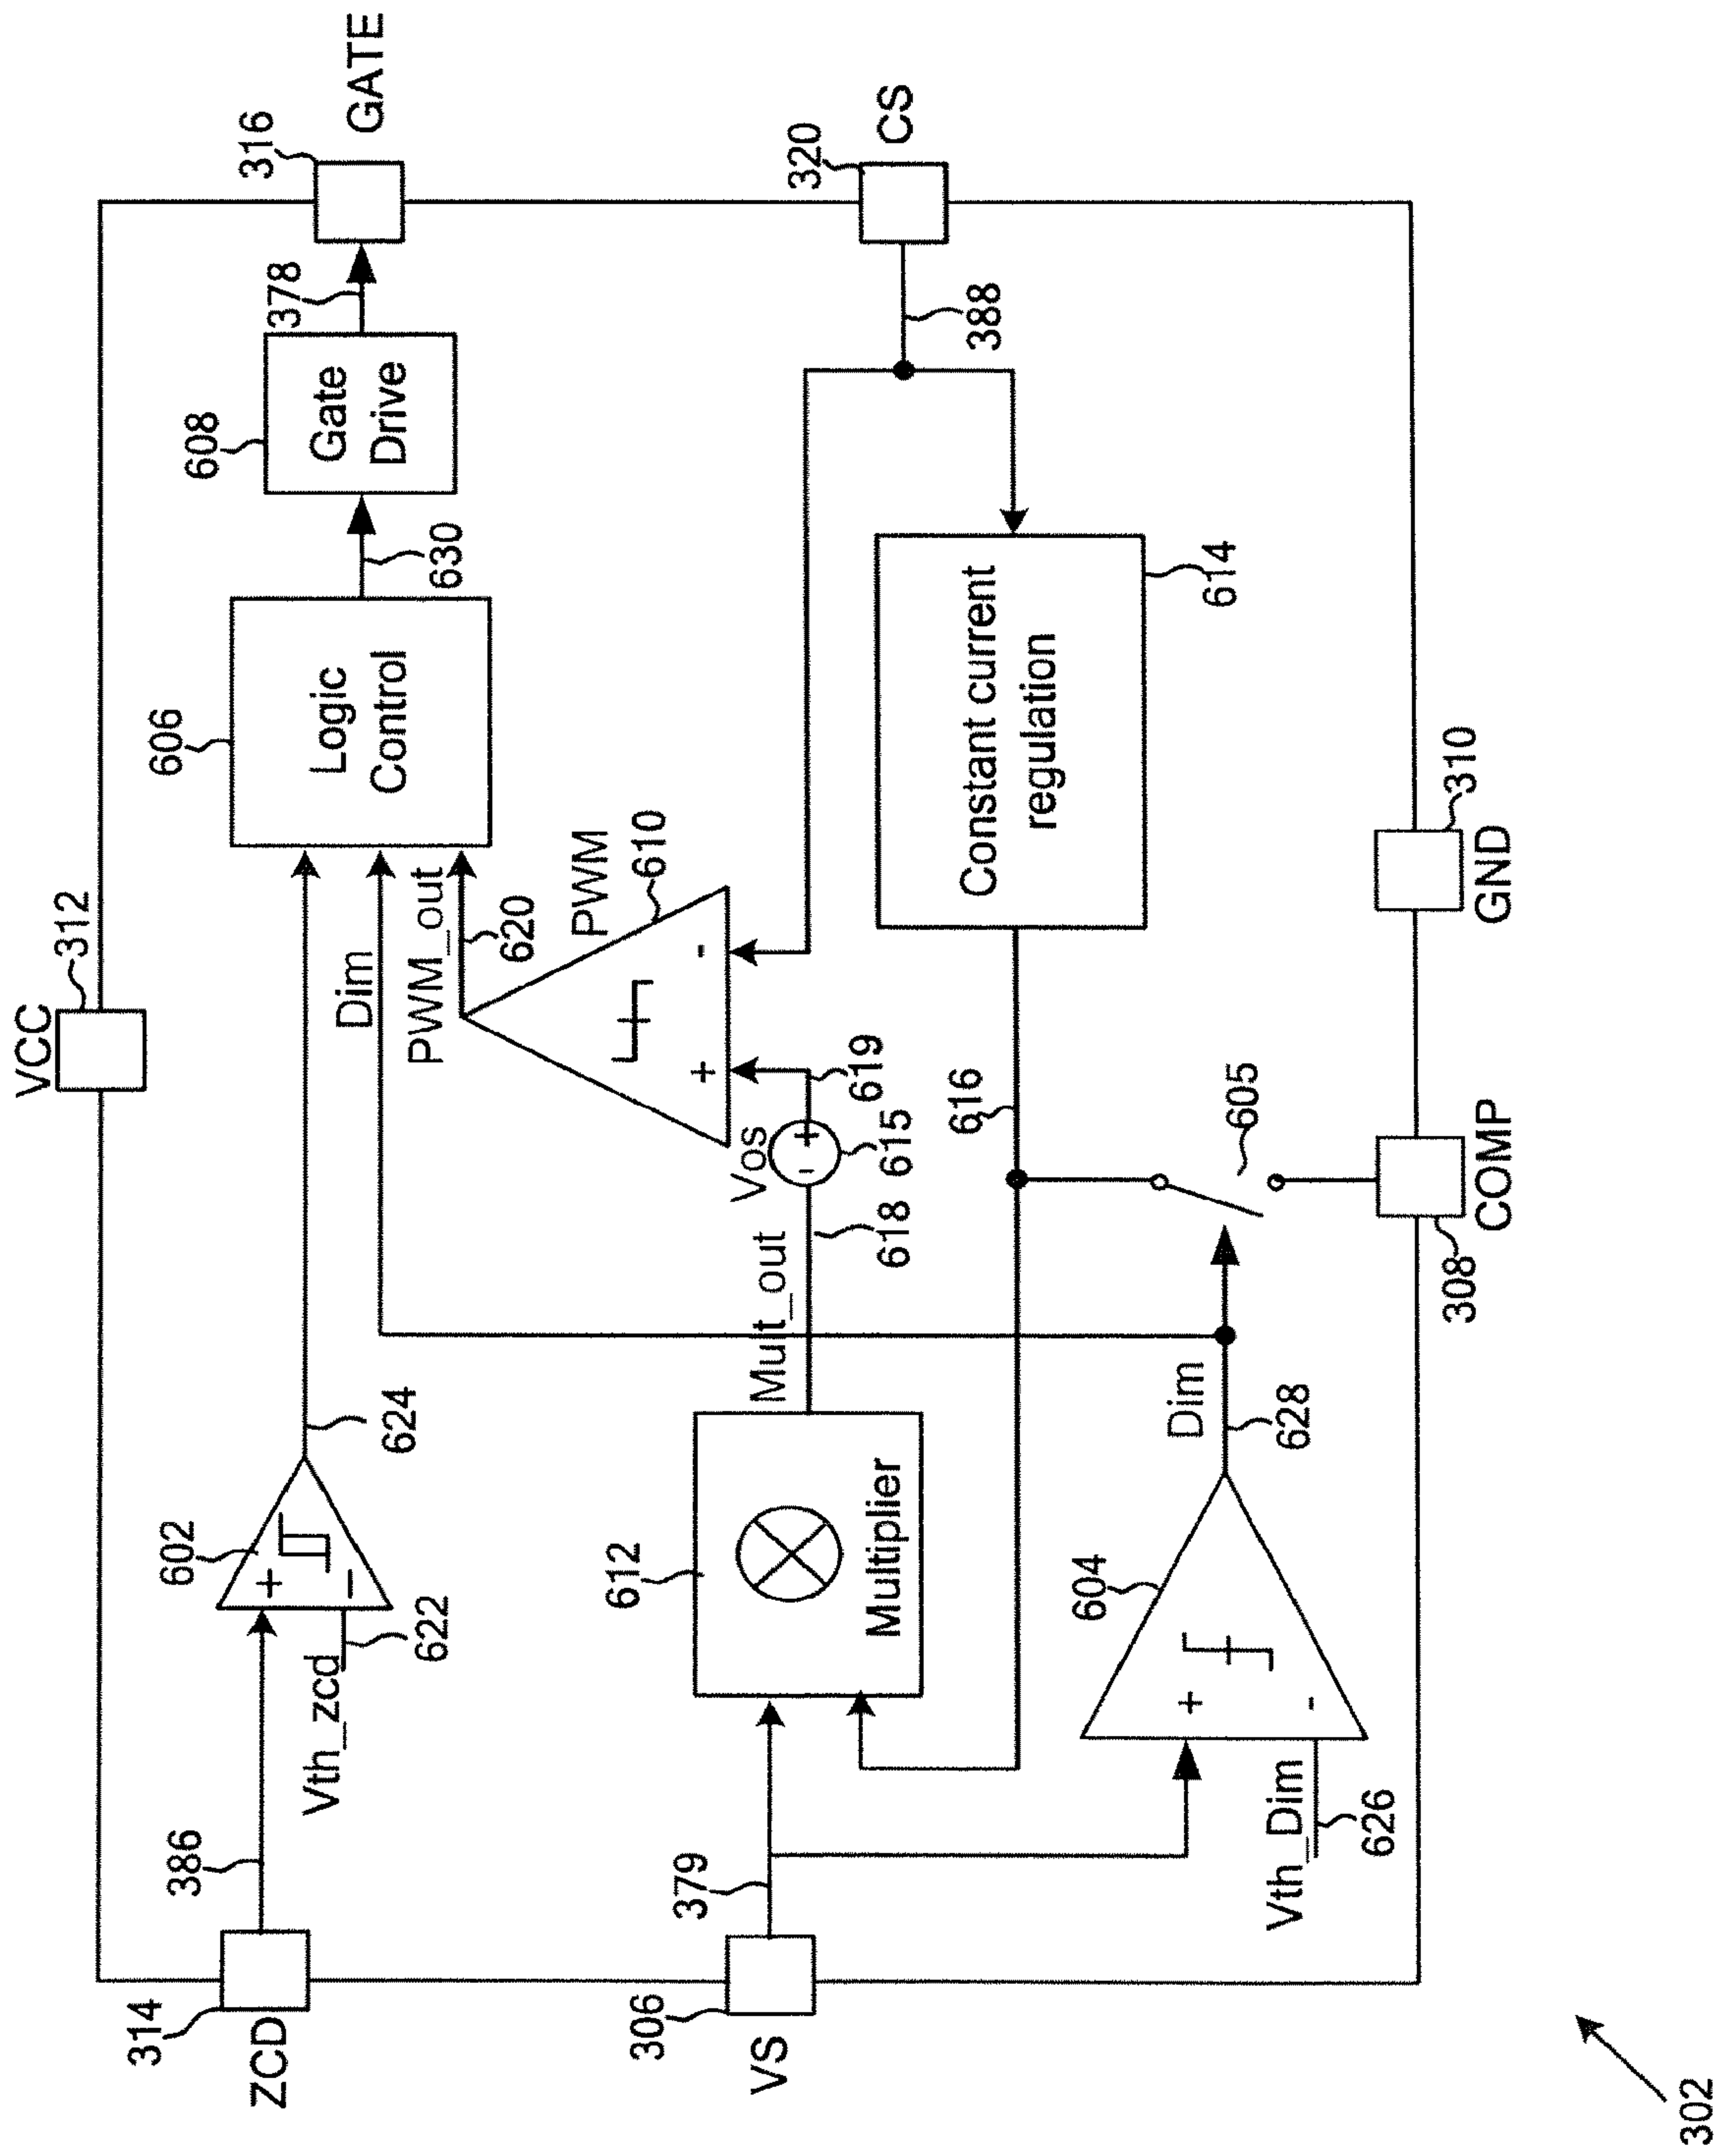 VCC
312
314
ZCD
386
Vth_zcd
622
602
+
-
624
606
Logic
Control
630
608
Gate
Drive
378
316
GATE
Dim
PWM_out
620
PWM
610
+
-
306
VS
379
612
Multiplier
Mult_out
618
Vos
-
+
615
619
320
CS
388
Constant current
regulation
614
616
604
+
-
Vth_Dim
626
Dim
628
605
308
COMP
GND
310
302